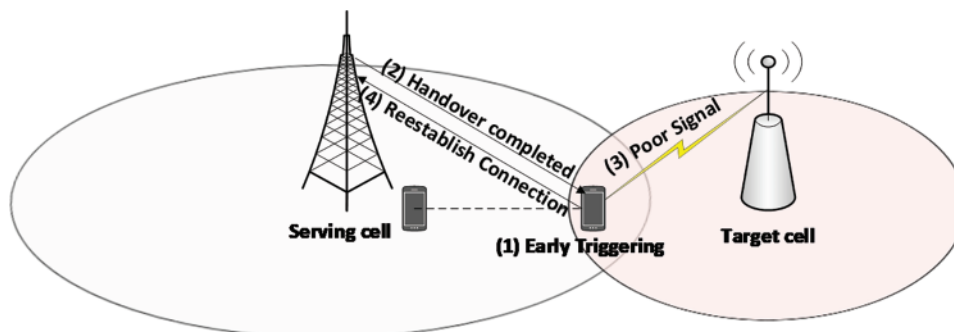 (2) Handover completed
(4) Reestablish Connection
(3) Poor Signal
Serving cell
(1) Early Triggering
Target cell